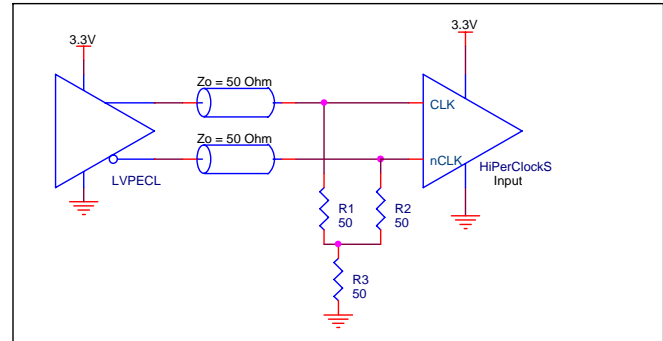 3.3V
3.3V
Zo = 50 Ohm
CLK
Zo = 50 Ohm
nCLK
LVPECL
HiPerClockS
Input
R1
50
R2
50
R3
50